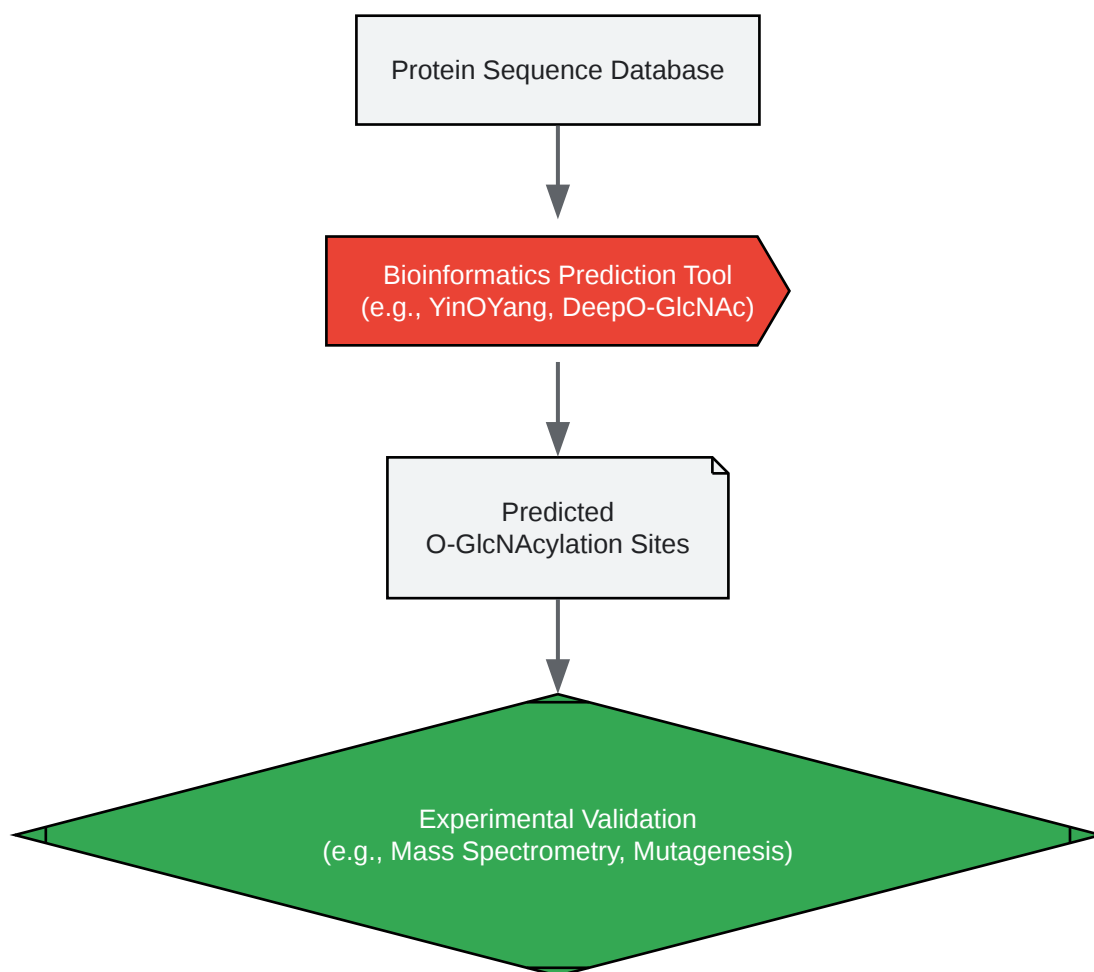 Protein Sequence Database
Bioinformatics Prediction Tool
(e.g., YinOYang, DeepO-GlcNAc)
Predicted
O-GlcNAcylation Sites
Experimental Validation
(e.g., Mass Spectrometry, Mutagenesis)